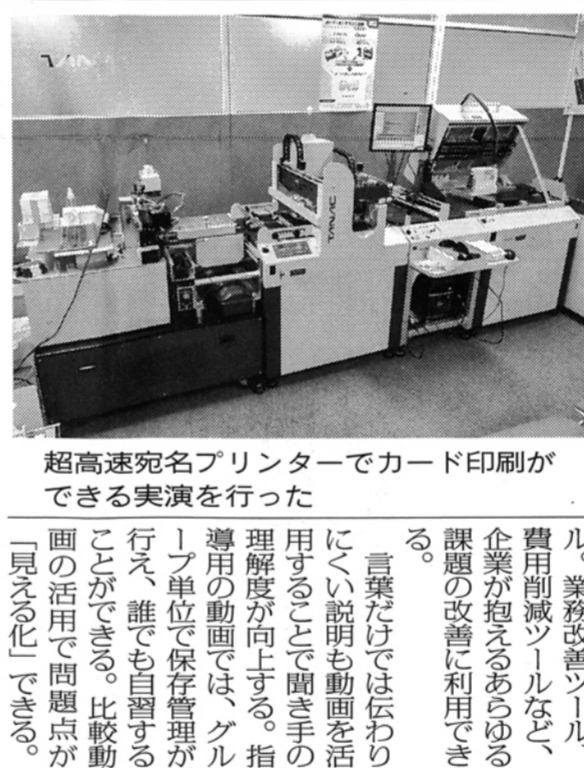 TANAC
超高速宛名プリンターでカード印刷が
できる実演を行った
ル。業務改善ツール、
費用削減ツールなど、
企業が抱えるあらゆる
課題の改善に利用でき
る。
言葉だけでは伝わり
にくい説明も動画を活
用することで聞き手の
理解度が向上する。指
導用の動画では、グル
ープ単位で保存管理が
行え、誰でも自習する
ことができる。比較動
画の活用で問題点が
「見える化」できる。